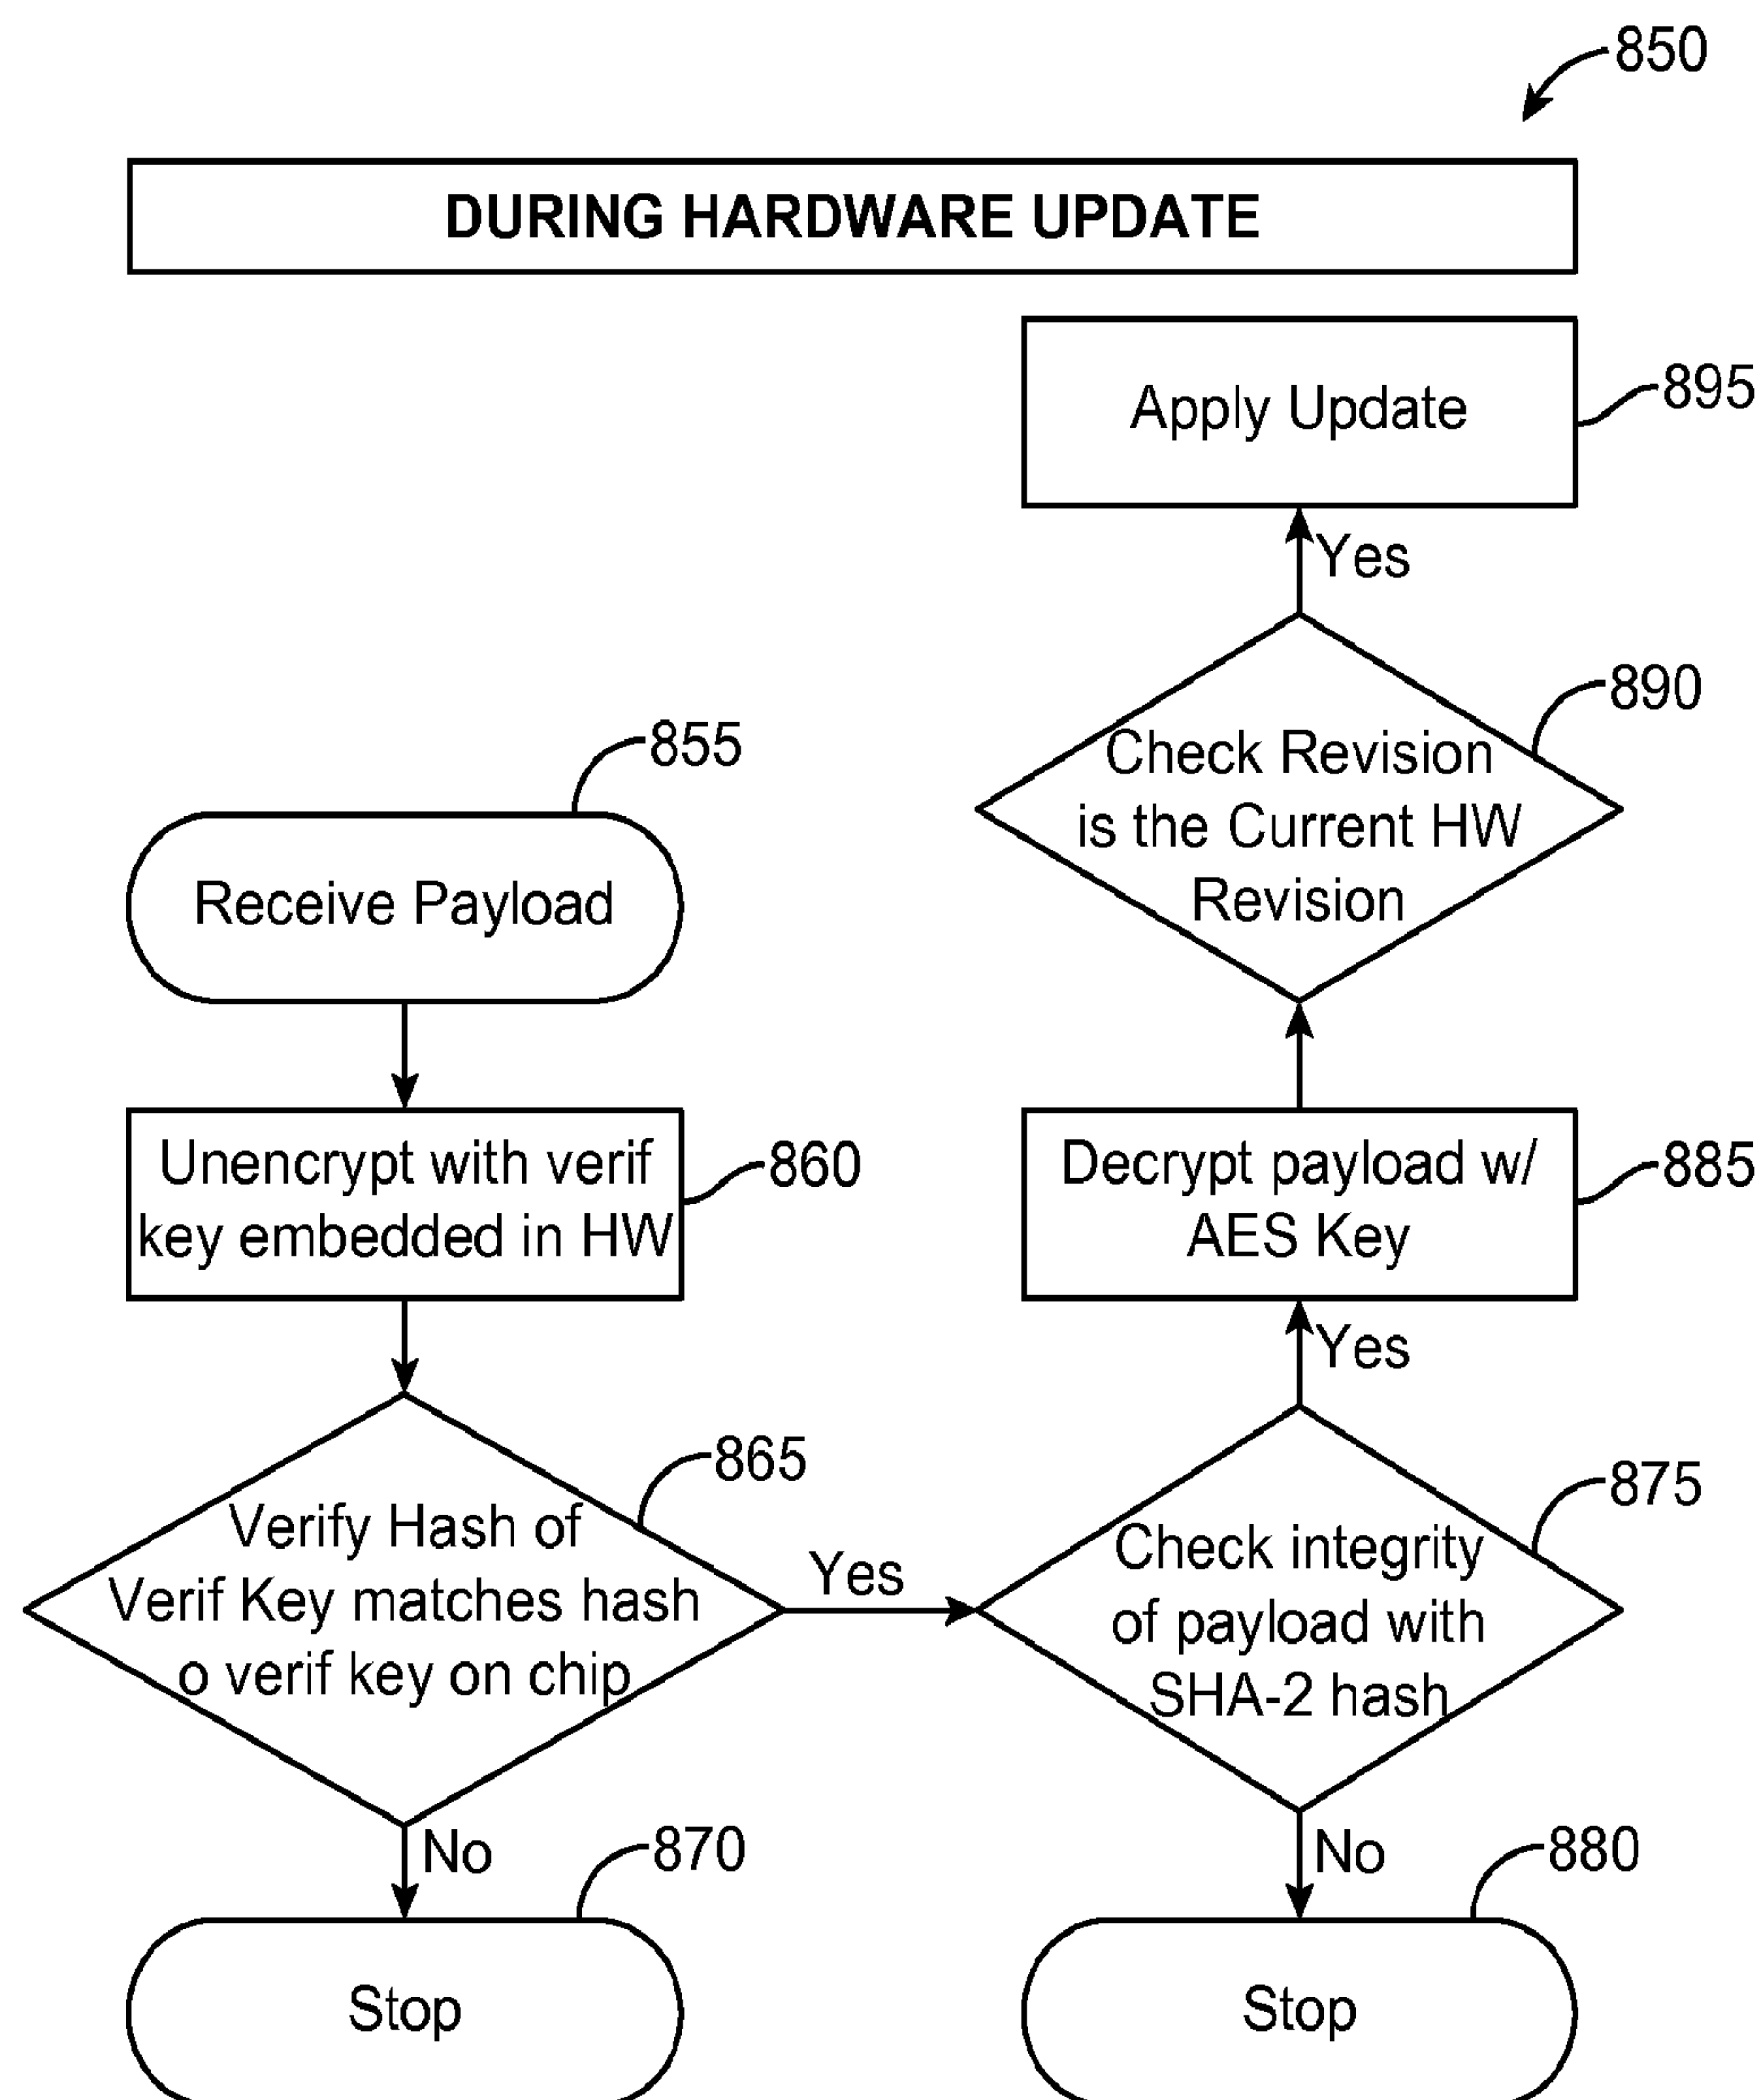 850
DURING HARDWARE UPDATE
855
Receive Payload
860
Unencrypt with verif
key embedded in HW
865
Verify Hash of
Verif Key matches hash
o verif key on chip
Yes
No
870
Stop
875
Check integrity
of payload with
SHA-2 hash
No
880
Stop
Yes
885
Decrypt payload w/
AES Key
890
Check Revision
is the Current HW
Revision
Yes
895
Apply Update